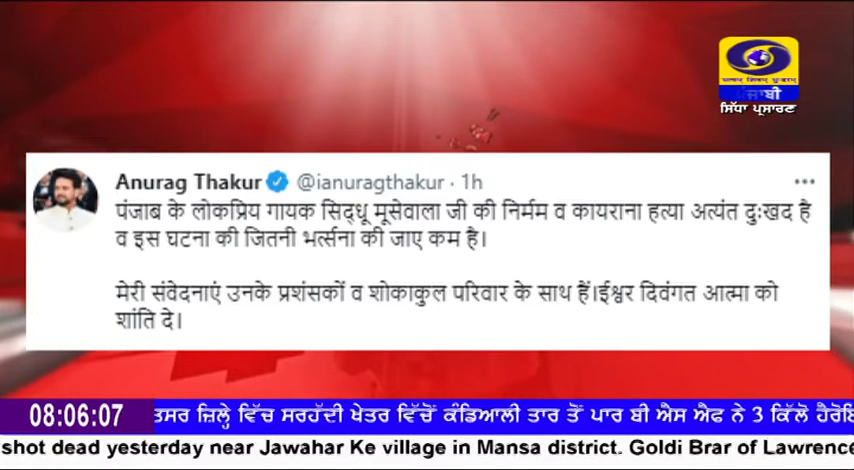 ਪੰਜਾਬੀ
ਸਿੱਧਾ ਪ੍ਰਸਾਰਣ
Anurag Thakur @ianuragthakur · 1h
पंजाब के लोकप्रिय गायक सिद्धू मूसेवाला जी की निर्मम व कायराना हत्या अत्यंत दुःखद है
व इस घटना की जितनी भर्त्सना की जाए कम है।
मेरी संवेदनाएं उनके प्रशंसकों व शोकाकुल परिवार के साथ हैं।ईश्वर दिवंगत आत्मा को
शांति दे।
08:06:07 ਤਸਰ ਜ਼ਿਲ੍ਹੇ ਵਿੱਚ ਸਰਹੱਦੀ ਖੇਤਰ ਵਿੱਚੋਂ ਕੰਡਿਆਲੀ ਤਾਰ ਤੋਂ ਪਾਰ ਬੀ ਐਸ ਐਫ ਨੇ 3 ਕਿੱਲੋ ਹੈਰੋਇ
shot dead yesterday near Jawahar Ke village in Mansa district. Goldi Brar of Lawrence